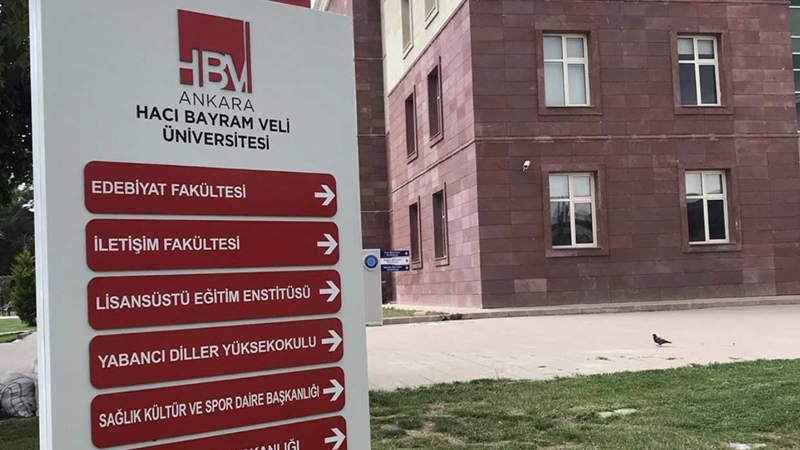 HBV
ANKARA
HACI BAYRAM VELİ
ÜNİVERSİTESİ
EDEBİYAT FAKÜLTESİ
İLETİŞİM FAKÜLTESİ
LİSANSÜSTÜ EĞİTİM ENSTİTÜSÜ
YABANCI DİLLER YÜKSEKOKULU
SAĞLIK KÜLTÜR VE SPOR DAİRE BAŞKANLIĞI